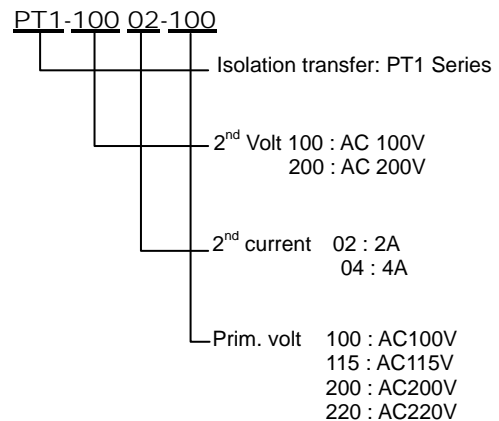 PT1-100 02-100
Isolation transfer: PT1 Series
2nd Volt 100 : AC 100V
200 : AC 200V
2nd current 02 : 2A
04 : 4A
Prim. volt 100 : AC100V
115 : AC115V
200 : AC200V
220 : AC220V